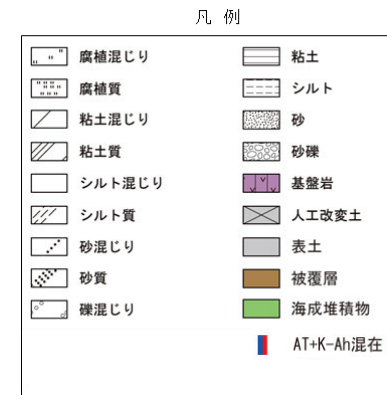 凡 例
腐植混じり
腐植質
粘土混じり
粘土質
シルト混じり
シルト質
砂混じり
砂質
礫混じり
粘土
シルト
砂
砂礫
基盤岩
人工改変土
表土
被覆層
海成堆積物
AT+K-Ah混在